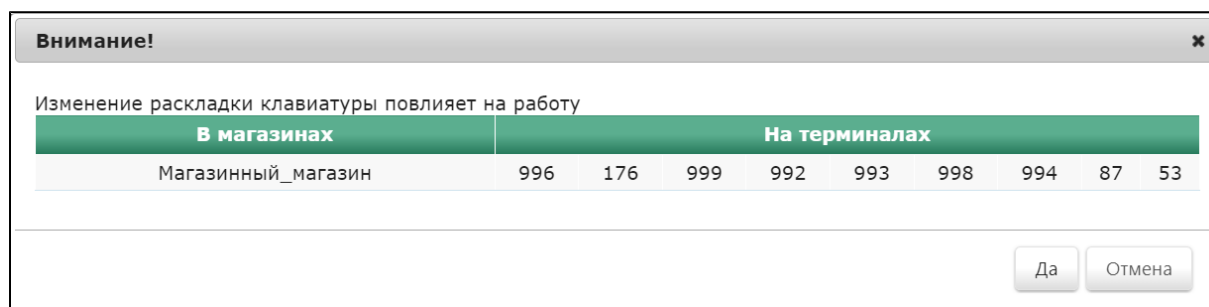 Внимание!
Изменение раскладки клавиатуры повлияет на работу
В магазинах На терминалах
Магазинный_магазин 996 176 999 992 993 998 994 87 53
Да Отмена